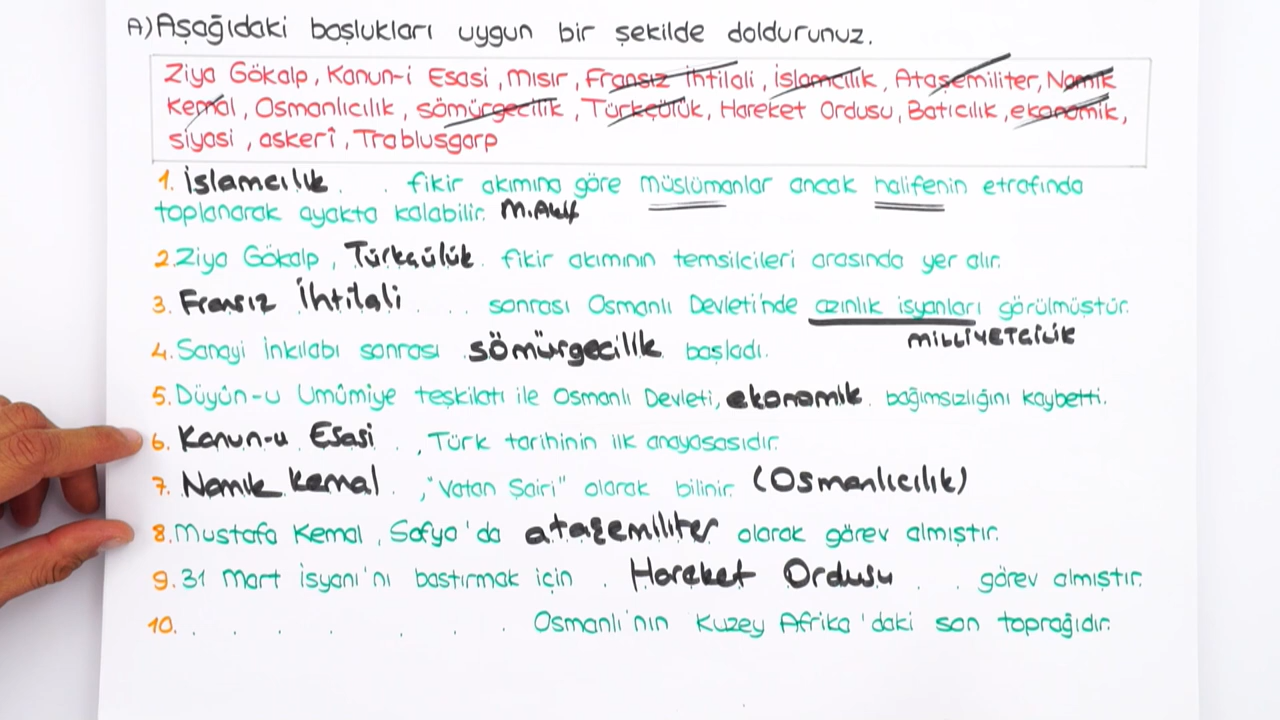 A) Aşağıdaki boşlukları uygun bir şekilde doldurunuz.
Ziya Gökalp, Kanun-i Esasi, Mısır, Fransız İhtilali, İslamcılık, Ataşemiliter, Namık
Kemal, Osmanlıcılık, sömürgecilik, Türkçülük, Hareket Ordusu, Batıcılık, ekonomik,
siyasi, askerî, Trablusgarp
1. İslamcılık . . fikir akımına göre müslümanlar ancak halifenin etrafında
toplanarak ayakta kalabilir. M.Akif
2. Ziya Gökalp, Türkçülük . fikir akımının temsilcileri arasında yer alır.
3. Fransız İhtilali . . . sonrası Osmanlı Devleti'nde azınlık isyanları görülmüştür.
MİLLİYETÇİLİK
4. Sanayi İnkılabı sonrası . sömürgecilik başladı.
5. Düyûn-u Umûmiye teşkilatı ile Osmanlı Devleti, ekonomik . bağımsızlığını kaybetti.
6. Kanun-u Esasi . , Türk tarihinin ilk anayasasıdır.
7. Namık Kemal . , "Vatan Şairi" olarak bilinir. (Osmanlıcılık)
8. Mustafa Kemal, Sofya'da ataşemiliter olarak görev almıştır.
9. 31 Mart İsyanı'nı bastırmak için . Hareket Ordusu . . görev almıştır.
10. . . . . . . Osmanlı'nın Kuzey Afrika'daki son toprağıdır.